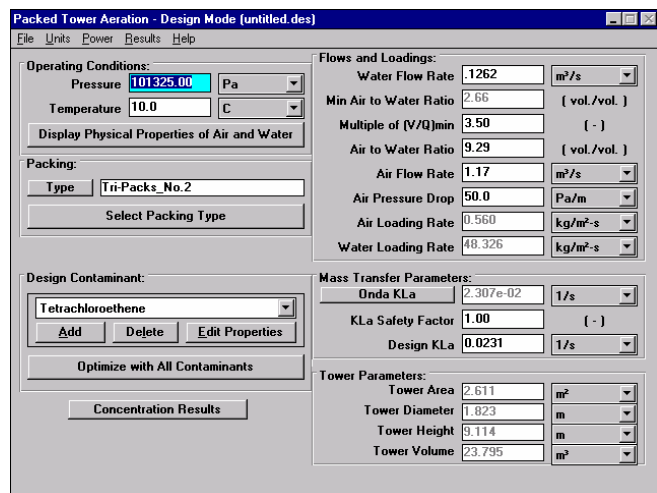 Packed Tower Aeration - Design Mode (untitled.des)
File Units Power Results Help
Operating Conditions:
Pressure 101325.00 Pa
Temperature 10.0 C
Display Physical Properties of Air and Water
Packing:
Type Tri-Packs_No.2
Select Packing Type
Design Contaminant:
Tetrachloroethene
Add Delete Edit Properties
Optimize with All Contaminants
Concentration Results
Flows and Loadings:
Water Flow Rate .1262 m³/s
Min Air to Water Ratio 2.66 ( vol./vol. )
Multiple of (V/Q)min 3.50 ( - )
Air to Water Ratio 9.29 ( vol./vol. )
Air Flow Rate 1.17 m³/s
Air Pressure Drop 50.0 Pa/m
Air Loading Rate 0.560 kg/m²-s
Water Loading Rate 48.326 kg/m²-s
Mass Transfer Parameters:
Onda KLa 2.307e-02 1/s
KLa Safety Factor 1.00 ( - )
Design KLa 0.0231 1/s
Tower Parameters:
Tower Area 2.611 m²
Tower Diameter 1.823 m
Tower Height 9.114 m
Tower Volume 23.795 m³